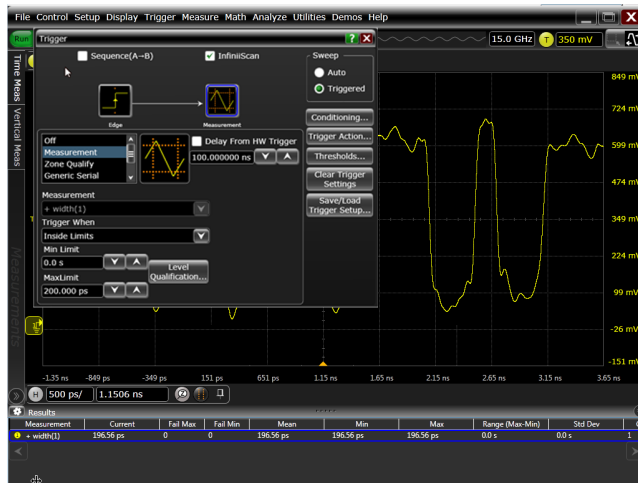 File Control Setup Display Trigger Measure Math Analyze Utilities Demos Help
Run
Trigger
? X
15.0 GHz
T
350 mV
Sequence(A→B)
InfiniiScan
Sweep
Auto
Triggered
Edge
Measurement
Conditioning...
Trigger Action...
Thresholds...
Clear Trigger
Settings
Save/Load
Trigger Setup...
Off
Measurement
Zone Qualify
Generic Serial
Delay From HW Trigger
100.000000 ns
Measurement
+ width(1)
Trigger When
Inside Limits
Min Limit
0.0 s
MaxLimit
200.000 ps
Level
Qualification...
Time Meas
Vertical Meas
Measurements
849 mV
724 mV
599 mV
474 mV
349 mV
224 mV
99 mV
-26 mV
-151 mV
-1.35 ns -849 ps -349 ps 151 ps 651 ps 1.15 ns 1.65 ns 2.15 ns 2.65 ns 3.15 ns 3.65 ns
H 500 ps/ 1.1506 ns
Results
Measurement Current Fail Max Fail Min Mean Min Max Range (Max-Min) Std Dev
1 + width(1) 196.56 ps 0 0 196.56 ps 196.56 ps 196.56 ps 0.0 s 0.0 s 1